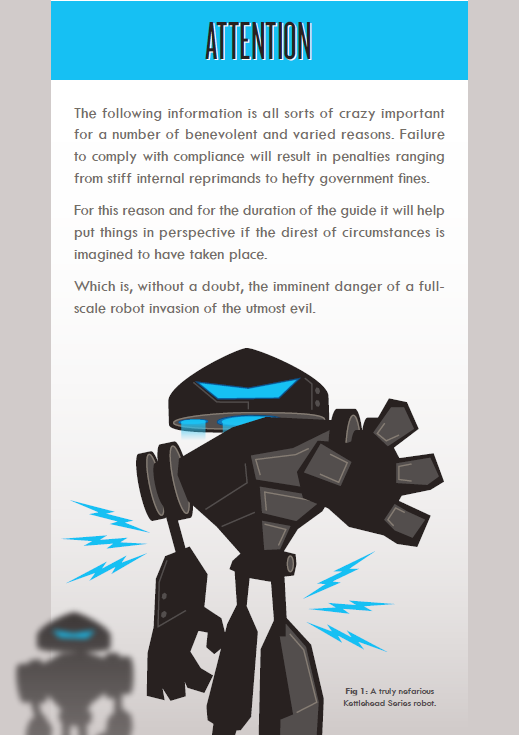 ATTENTION
The following information is all sorts of crazy important
for a number of benevolent and varied reasons. Failure
to comply with compliance will result in penalties ranging
from stiff internal reprimands to hefty government fines.
For this reason and for the duration of the guide it will help
put things in perspective if the direst of circumstances is
imagined to have taken place.
Which is, without a doubt, the imminent danger of a full-
scale robot invasion of the utmost evil.
Fig 1: A truly nefarious
Kettlehead Series robot.